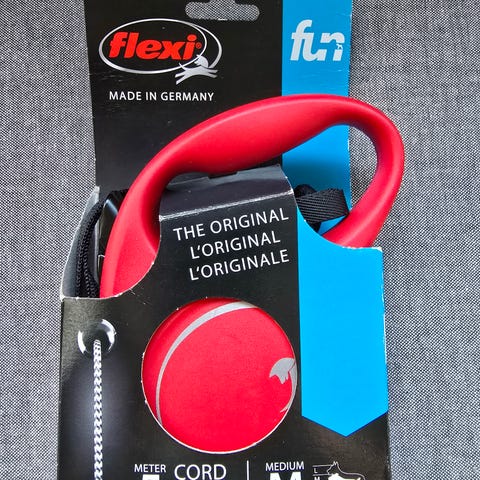 flexi
fun
MADE IN GERMANY
THE ORIGINAL
L'ORIGINAL
L'ORIGINALE
METER
CORD
MEDIUM